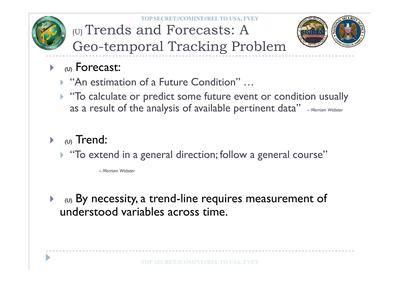 TOP SECRET//COMINT//REL TO USA, FVEY
(U) Trends and Forecasts: A
Geo-temporal Tracking Problem
(U) Forecast:
“An estimation of a Future Condition” …
“To calculate or predict some future event or condition usually
as a result of the analysis of available pertinent data” – Merriam Webster
(U) Trend:
“To extend in a general direction; follow a general course”
– Merriam Webster
(U) By necessity, a trend-line requires measurement of
understood variables across time.
TOP SECRET//COMINT//REL TO USA, FVEY